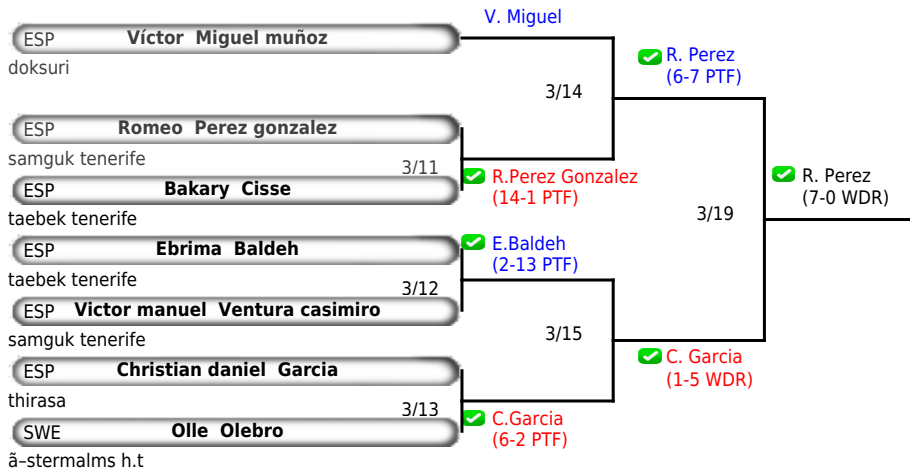 V. Miguel
ESP Víctor Miguel muñoz
doksuri
R. Perez
(6-7 PTF)
3/14
ESP Romeo Perez gonzalez
samguk tenerife
3/11
R.Perez Gonzalez
(14-1 PTF)
ESP Bakary Cisse
taebek tenerife
R. Perez
(7-0 WDR)
3/19
ESP Ebrima Baldeh
taebek tenerife
E.Baldeh
(2-13 PTF)
3/12
ESP Victor manuel Ventura casimiro
samguk tenerife
3/15
ESP Christian daniel Garcia
thirasa
C. Garcia
(1-5 WDR)
3/13
C.Garcia
(6-2 PTF)
SWE Olle Olebro
ã–stermalms h.t